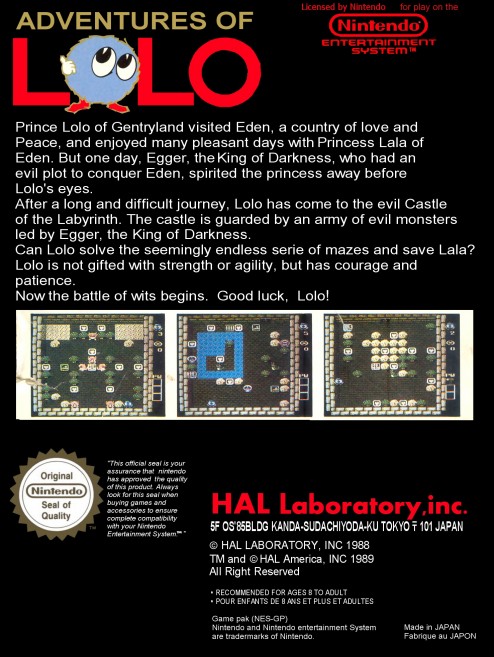 ADVENTURES OF
LOLO
Licensed by Nintendo for play on the
Nintendo
ENTERTAINMENT
SYSTEM™
Prince Lolo of Gentryland visited Eden, a country of love and
Peace, and enjoyed many pleasant days with Princess Lala of
Eden. But one day, Egger, the King of Darkness, who had an
evil plot to conquer Eden, spirited the princess away before
Lolo's eyes.
After a long and difficult journey, Lolo has come to the evil Castle
of the Labyrinth. The castle is guarded by an army of evil monsters
led by Egger, the King of Darkness.
Can Lolo solve the seemingly endless serie of mazes and save Lala?
Lolo is not gifted with strength or agility, but has courage and
patience.
Now the battle of wits begins. Good luck, Lolo!
Original
Nintendo
Seal of
Quality
TM
"This official seal is your
assurance that nintendo
has approved the quality
of this product. Always
look for this seal when
buying games and
accessories to ensure
complete compatibility
with your Nintendo
Entertainment System™ "
HAL Laboratory,inc.
5F OS'85BLDG KANDA-SUDACHIYODA-KU TOKYO 〒 101 JAPAN
© HAL LABORATORY, INC 1988
TM and © HAL America, INC 1989
All Right Reserved
• RECOMMENDED FOR AGES 8 TO ADULT
• POUR ENFANTS DE 8 ANS ET PLUS ET ADULTES
Game pak (NES-GP)
Nintendo and Nintendo entertainment System
are trademarks of Nintendo.
Made in JAPAN
Fabrique au JAPON